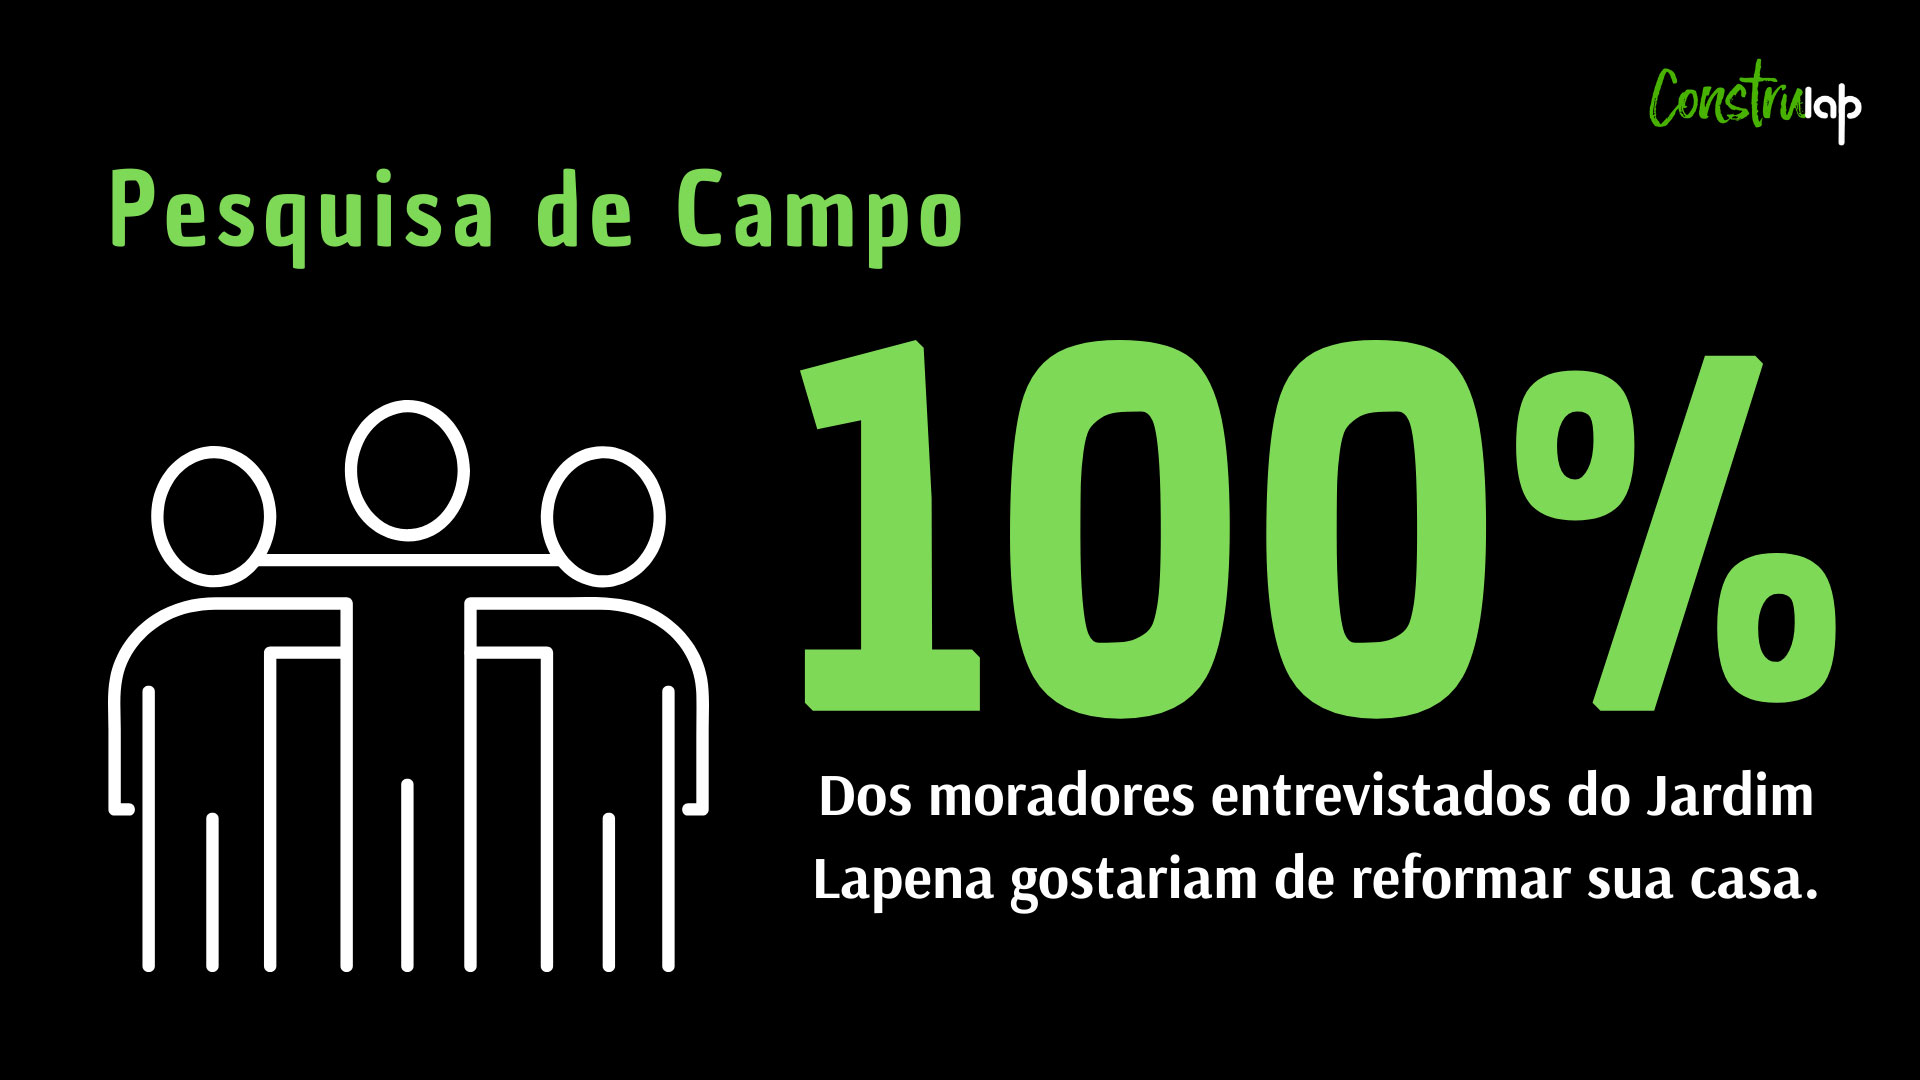 Construlap
Pesquisa de Campo
100%
Dos moradores entrevistados do Jardim
Lapena gostariam de reformar sua casa.